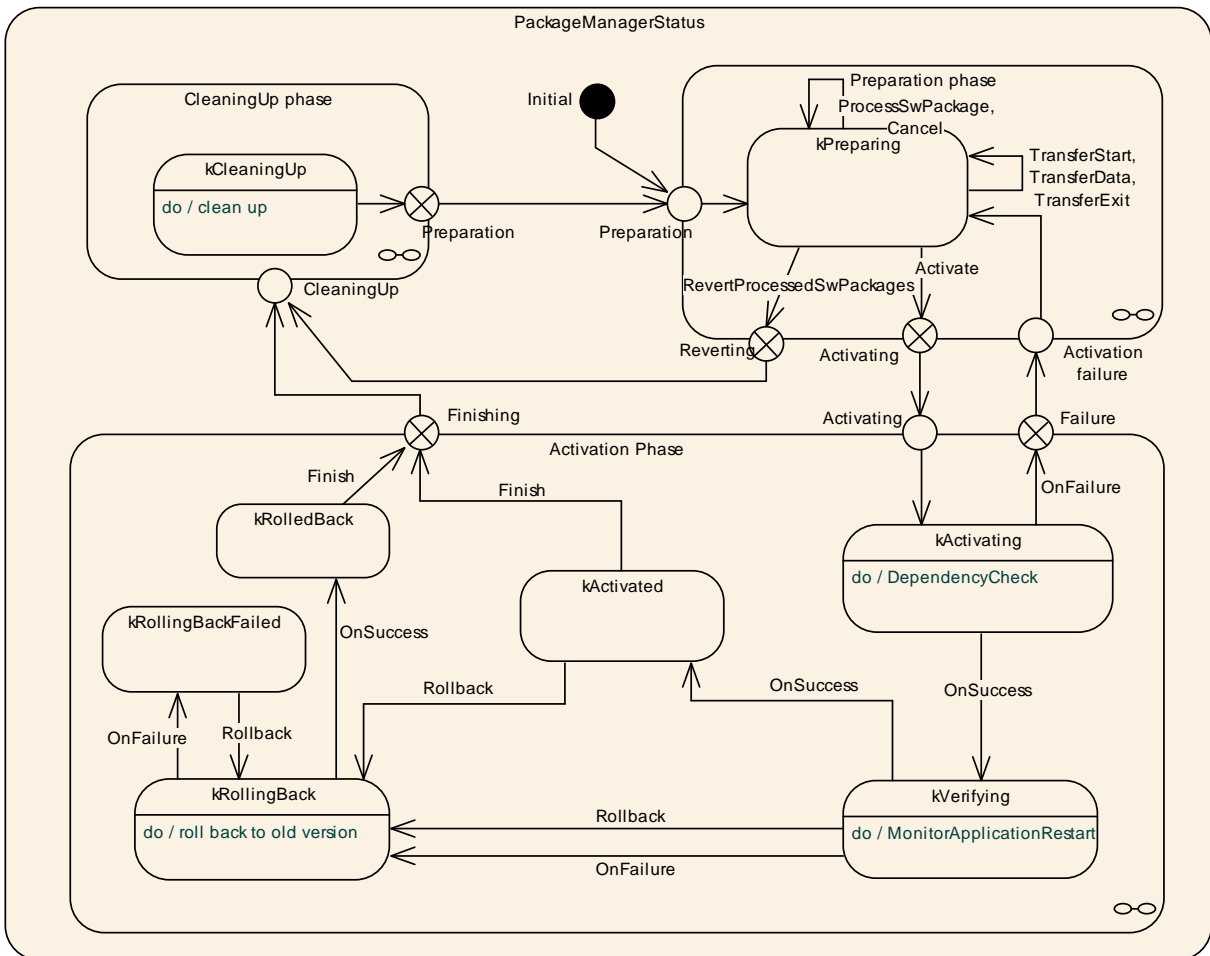 PackageManagerStatus
CleaningUp phase
Initial
Preparation phase
ProcessSwPackage,
Cancel
kPreparing
kCleaningUp
do / clean up
TransferStart,
TransferData,
TransferExit
Preparation
Preparation
CleaningUp
RevertProcessedSwPackages
Activate
Reverting
Activating
Activation
failure
Finishing
Activating
Failure
Activation Phase
Finish
Finish
OnFailure
kRolledBack
kActivating
do / DependencyCheck
kActivated
kRollingBackFailed
OnSuccess
Rollback
OnSuccess
OnSuccess
OnFailure
Rollback
kRollingBack
do / roll back to old version
kVerifying
do / MonitorApplicationRestart
Rollback
OnFailure